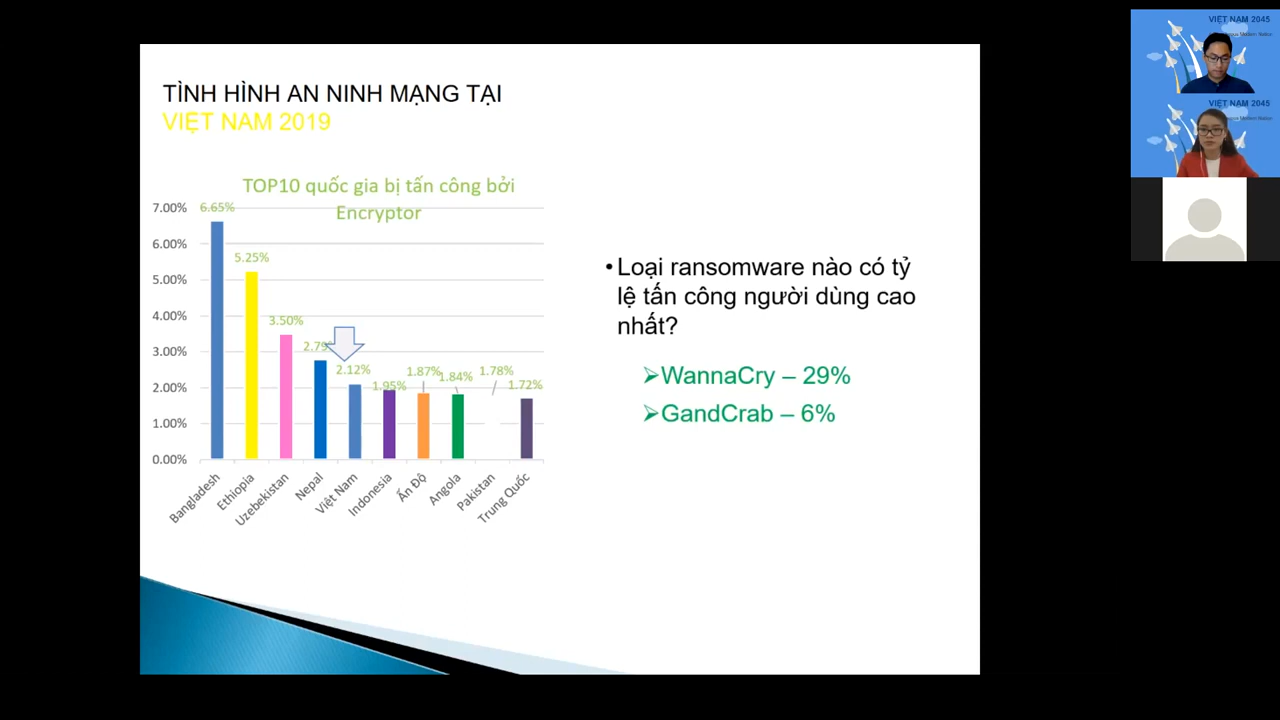 TÌNH HÌNH AN NINH MẠNG TẠI
VIỆT NAM 2019
TOP10 quốc gia bị tấn công bởi
Encryptor
7.00%
6.00%
5.00%
4.00%
3.00%
2.00%
1.00%
0.00%
6.65%
5.25%
3.50%
2.79
2.12%
1.95%
1.87%
1.84%
1.78%
1.72%
Bangladesh
Ethiopia
Uzebekistan
Nepal
Việt Nam
Indonesia
Ấn Độ
Angola
Pakistan
Trung Quốc
•Loại ransomware nào có tỷ
lệ tấn công người dùng cao
nhất?
➢WannaCry – 29%
➢GandCrab – 6%
VIỆT NAM 2045
VIỆT NAM 2045